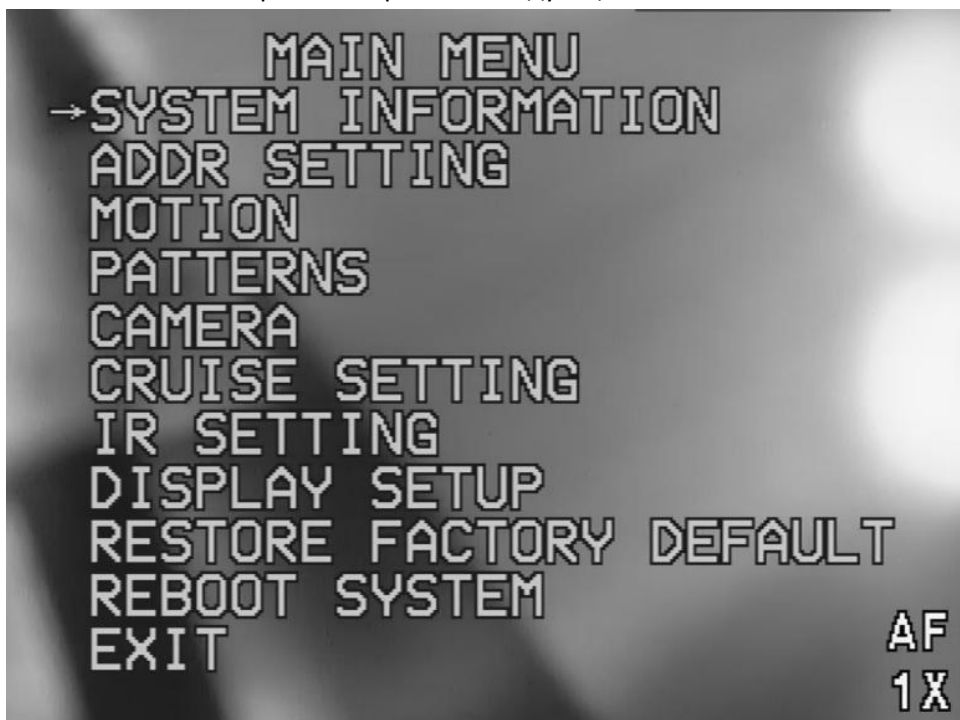 MAIN MENU
→SYSTEM INFORMATION
ADDR SETTING
MOTION
PATTERNS
CAMERA
CRUISE SETTING
IR SETTING
DISPLAY SETUP
RESTORE FACTORY DEFAULT
REBOOT SYSTEM
EXIT
AF
1X